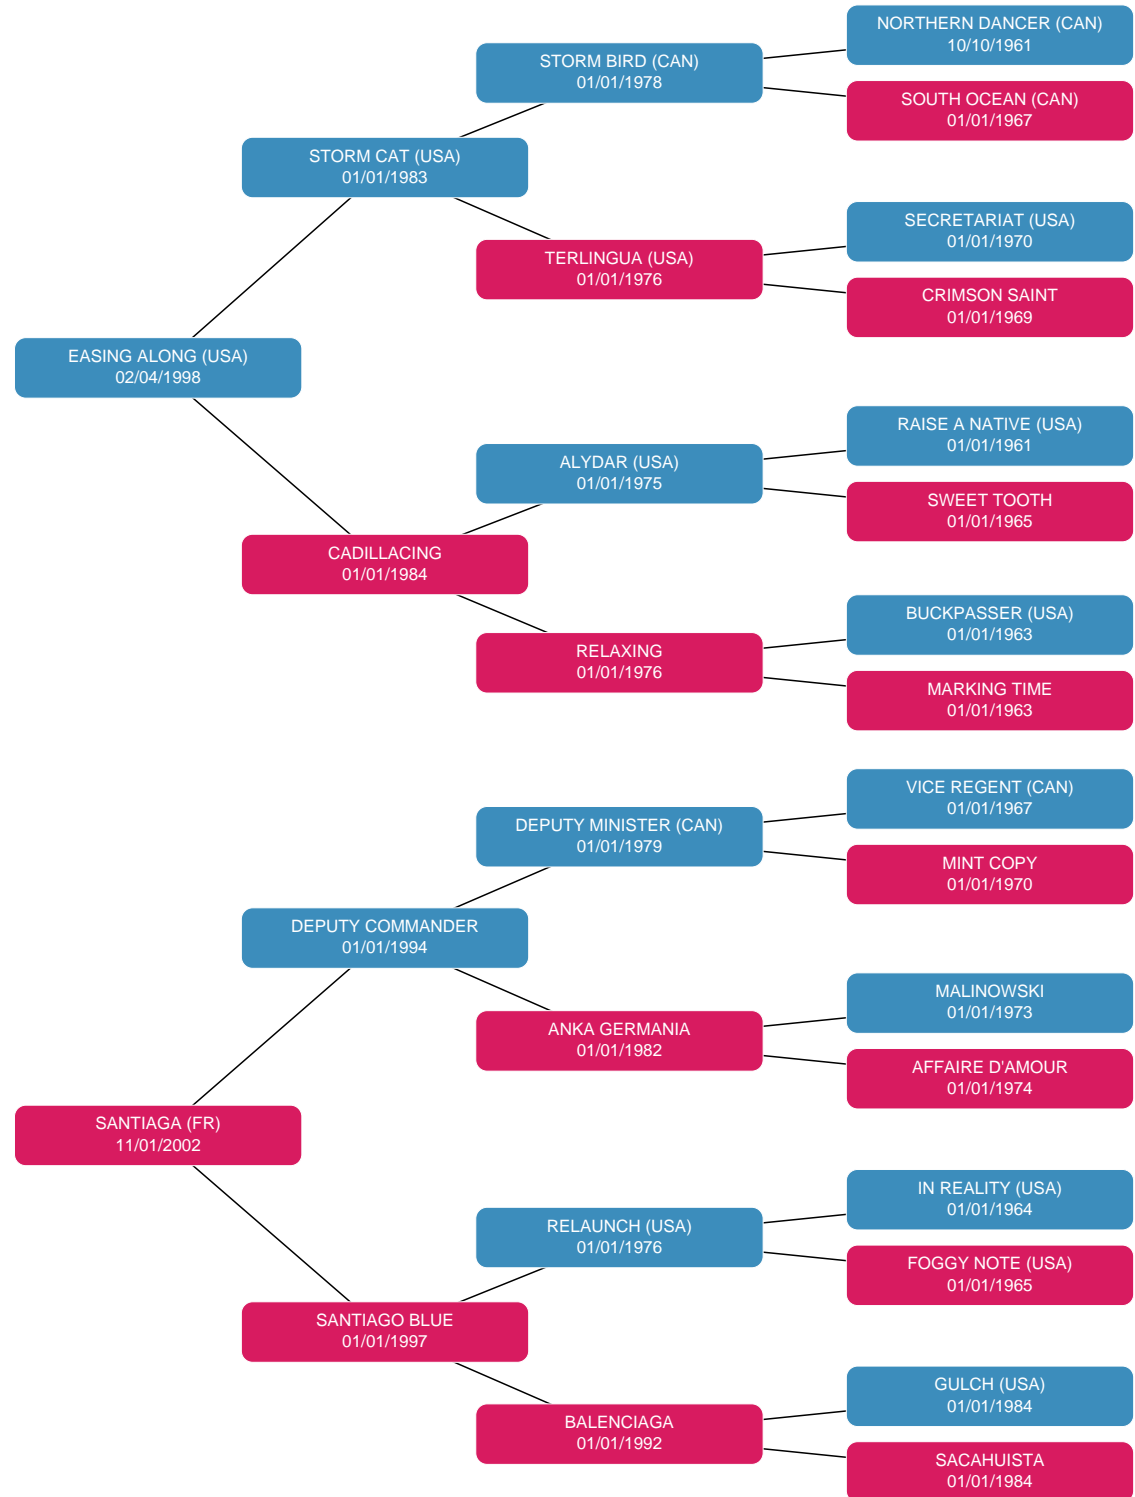 NORTHERN DANCER (CAN)
10/10/1961
STORM BIRD (CAN)
01/01/1978
SOUTH OCEAN (CAN)
01/01/1967
STORM CAT (USA)
01/01/1983
SECRETARIAT (USA)
01/01/1970
TERLINGUA (USA)
01/01/1976
CRIMSON SAINT
01/01/1969
EASING ALONG (USA)
02/04/1998
RAISE A NATIVE (USA)
01/01/1961
ALYDAR (USA)
01/01/1975
SWEET TOOTH
01/01/1965
CADILLACING
01/01/1984
BUCKPASSER (USA)
01/01/1963
RELAXING
01/01/1976
MARKING TIME
01/01/1963
VICE REGENT (CAN)
01/01/1967
DEPUTY MINISTER (CAN)
01/01/1979
MINT COPY
01/01/1970
DEPUTY COMMANDER
01/01/1994
MALINOWSKI
01/01/1973
ANKA GERMANIA
01/01/1982
AFFAIRE D'AMOUR
01/01/1974
SANTIAGA (FR)
11/01/2002
IN REALITY (USA)
01/01/1964
RELAUNCH (USA)
01/01/1976
FOGGY NOTE (USA)
01/01/1965
SANTIAGO BLUE
01/01/1997
GULCH (USA)
01/01/1984
BALENCIAGA
01/01/1992
SACAHUISTA
01/01/1984